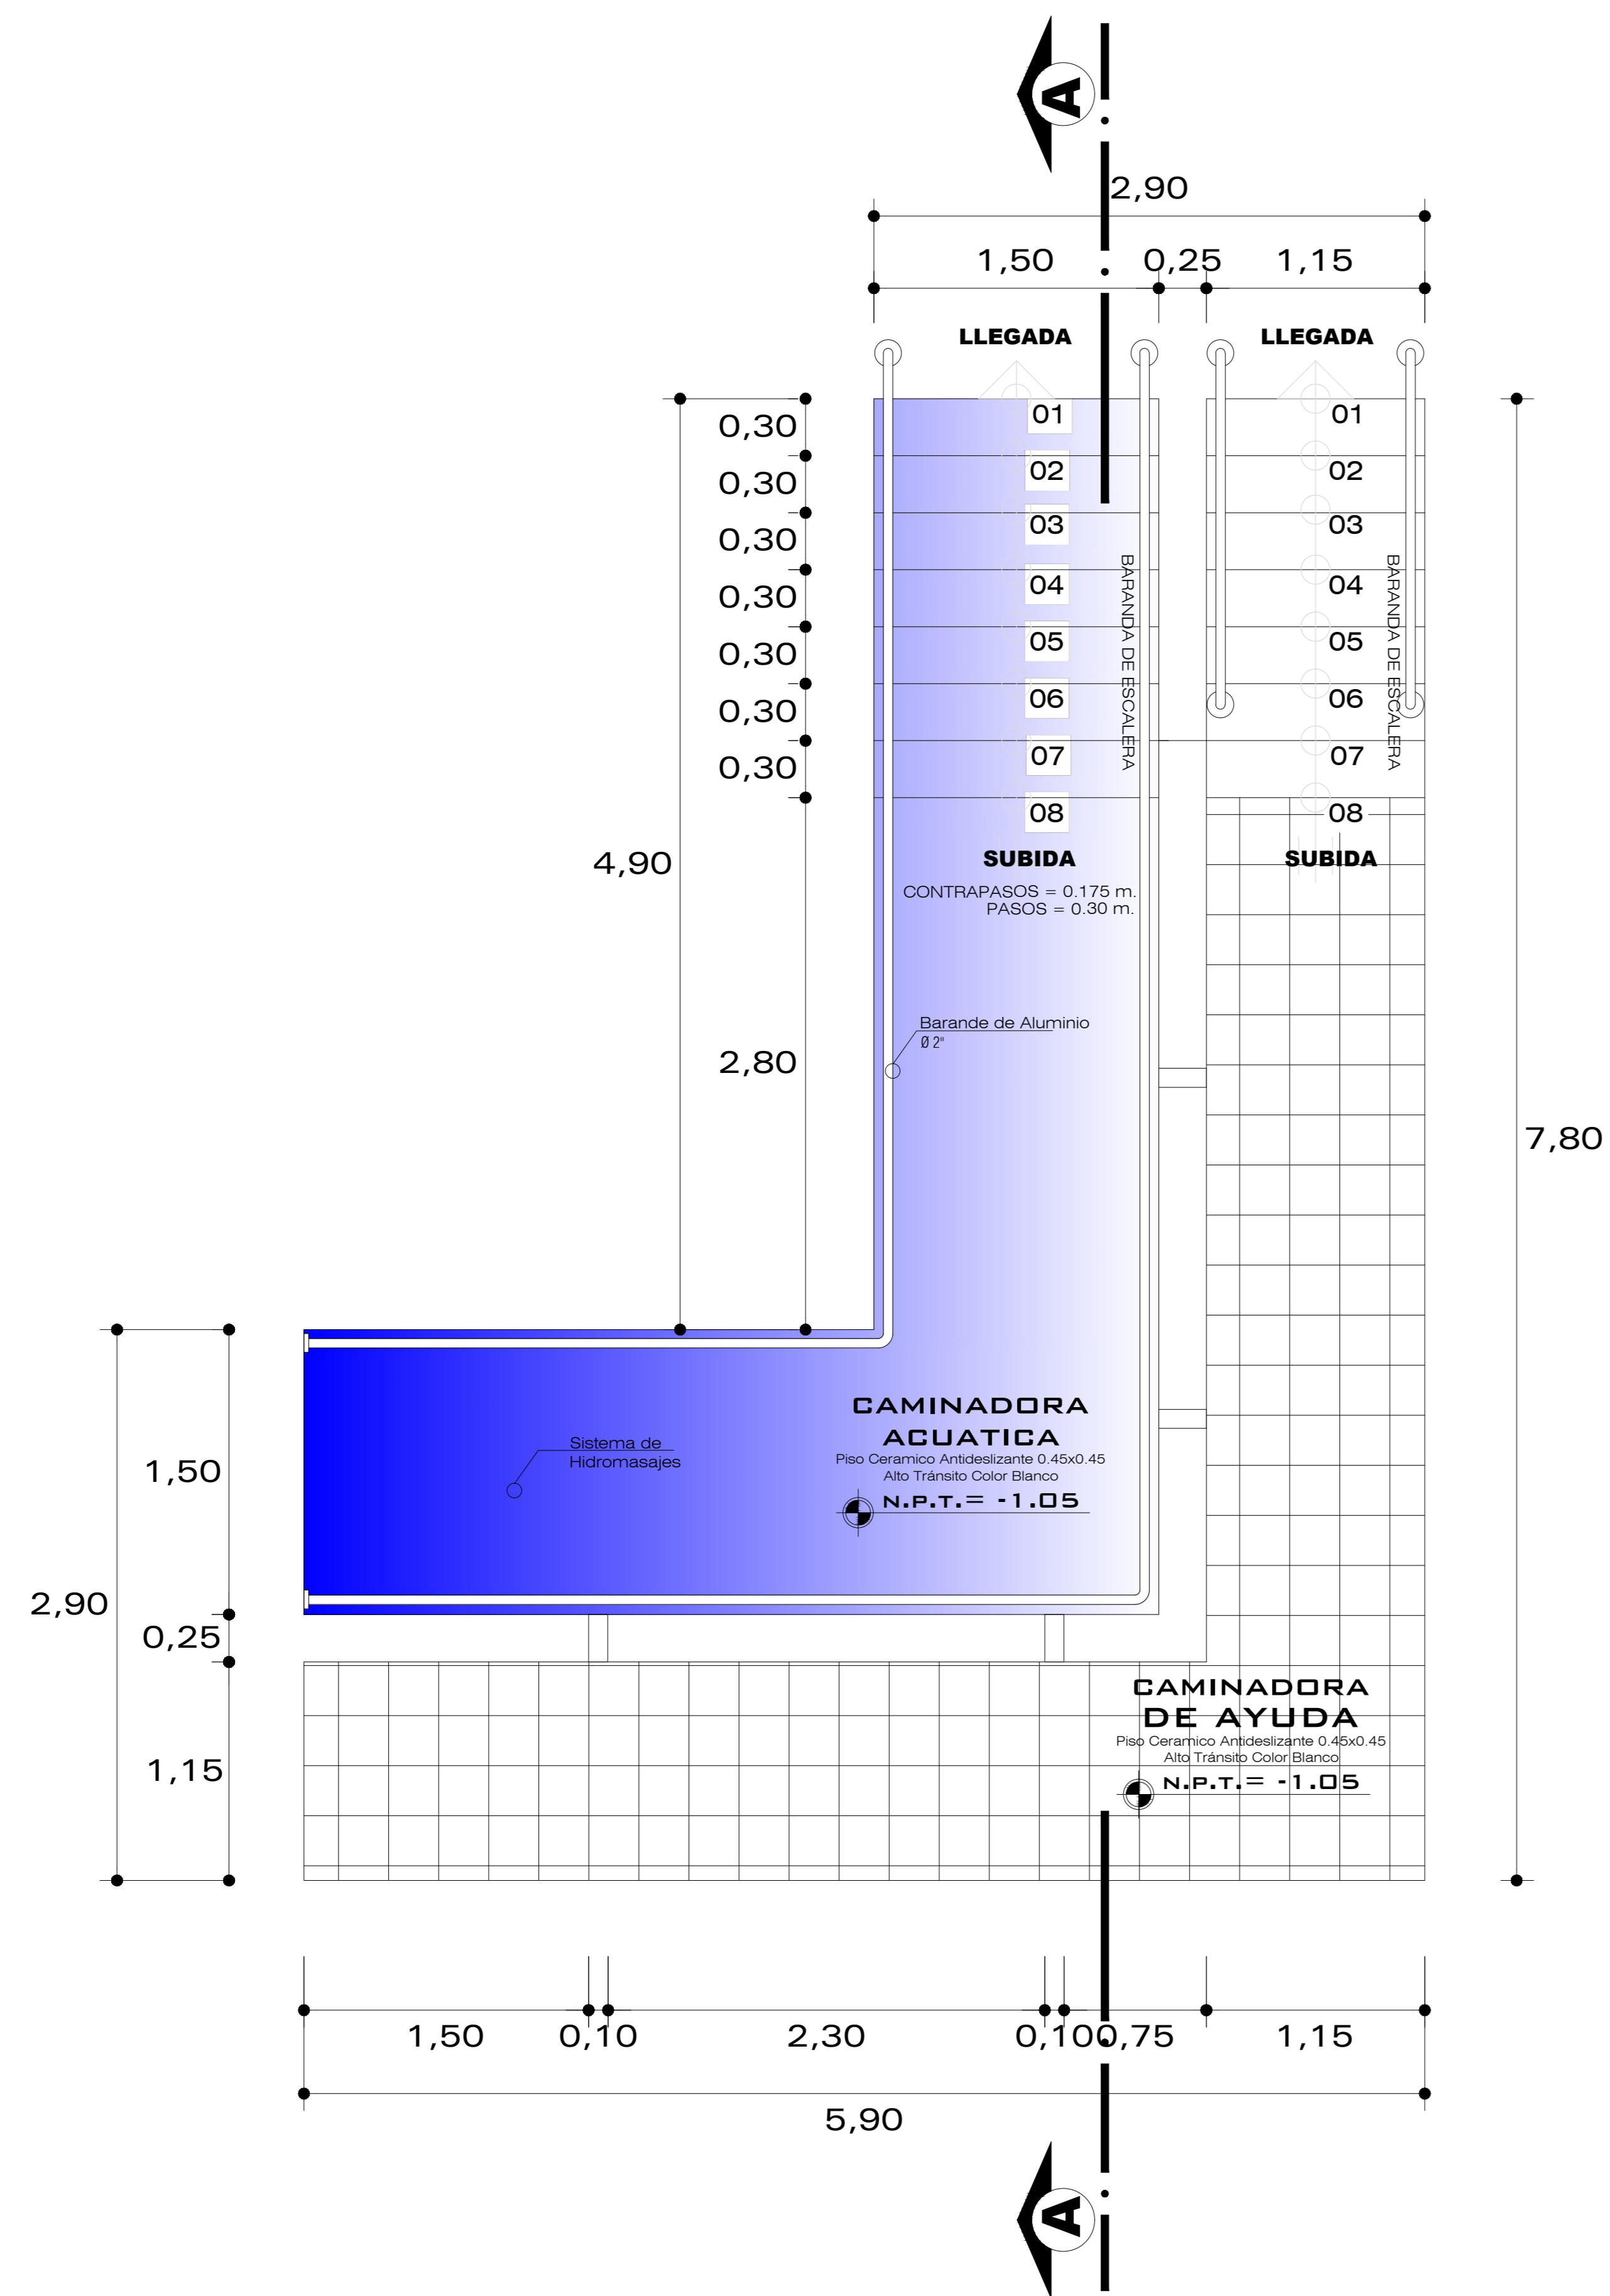 A
2,90
1,50
0,25
1,15
LLEGADA
LLEGADA
01
02
03
04
05
06
07
08
01
02
03
04
05
06
07
08
0,30
0,30
0,30
0,30
0,30
0,30
0,30
BARANDA DE ESCALERA
BARANDA DE ESCALERA
SUBIDA
SUBIDA
CONTRAPASOS = 0.175 m.
PASOS = 0.30 m.
4,90
2,80
Barande de Aluminio
Ø 2"
7,80
Sistema de
Hidromasajes
CAMINADORA
ACUATICA
Piso Ceramico Antideslizante 0.45x0.45
Alto Tránsito Color Blanco
N.P.T.= -1.05
1,50
2,90
0,25
1,15
CAMINADORA
DE AYUDA
Piso Ceramico Antideslizante 0.45x0.45
Alto Tránsito Color Blanco
N.P.T.= -1.05
1,50
0,10
2,30
0,10
0,75
1,15
5,90
A